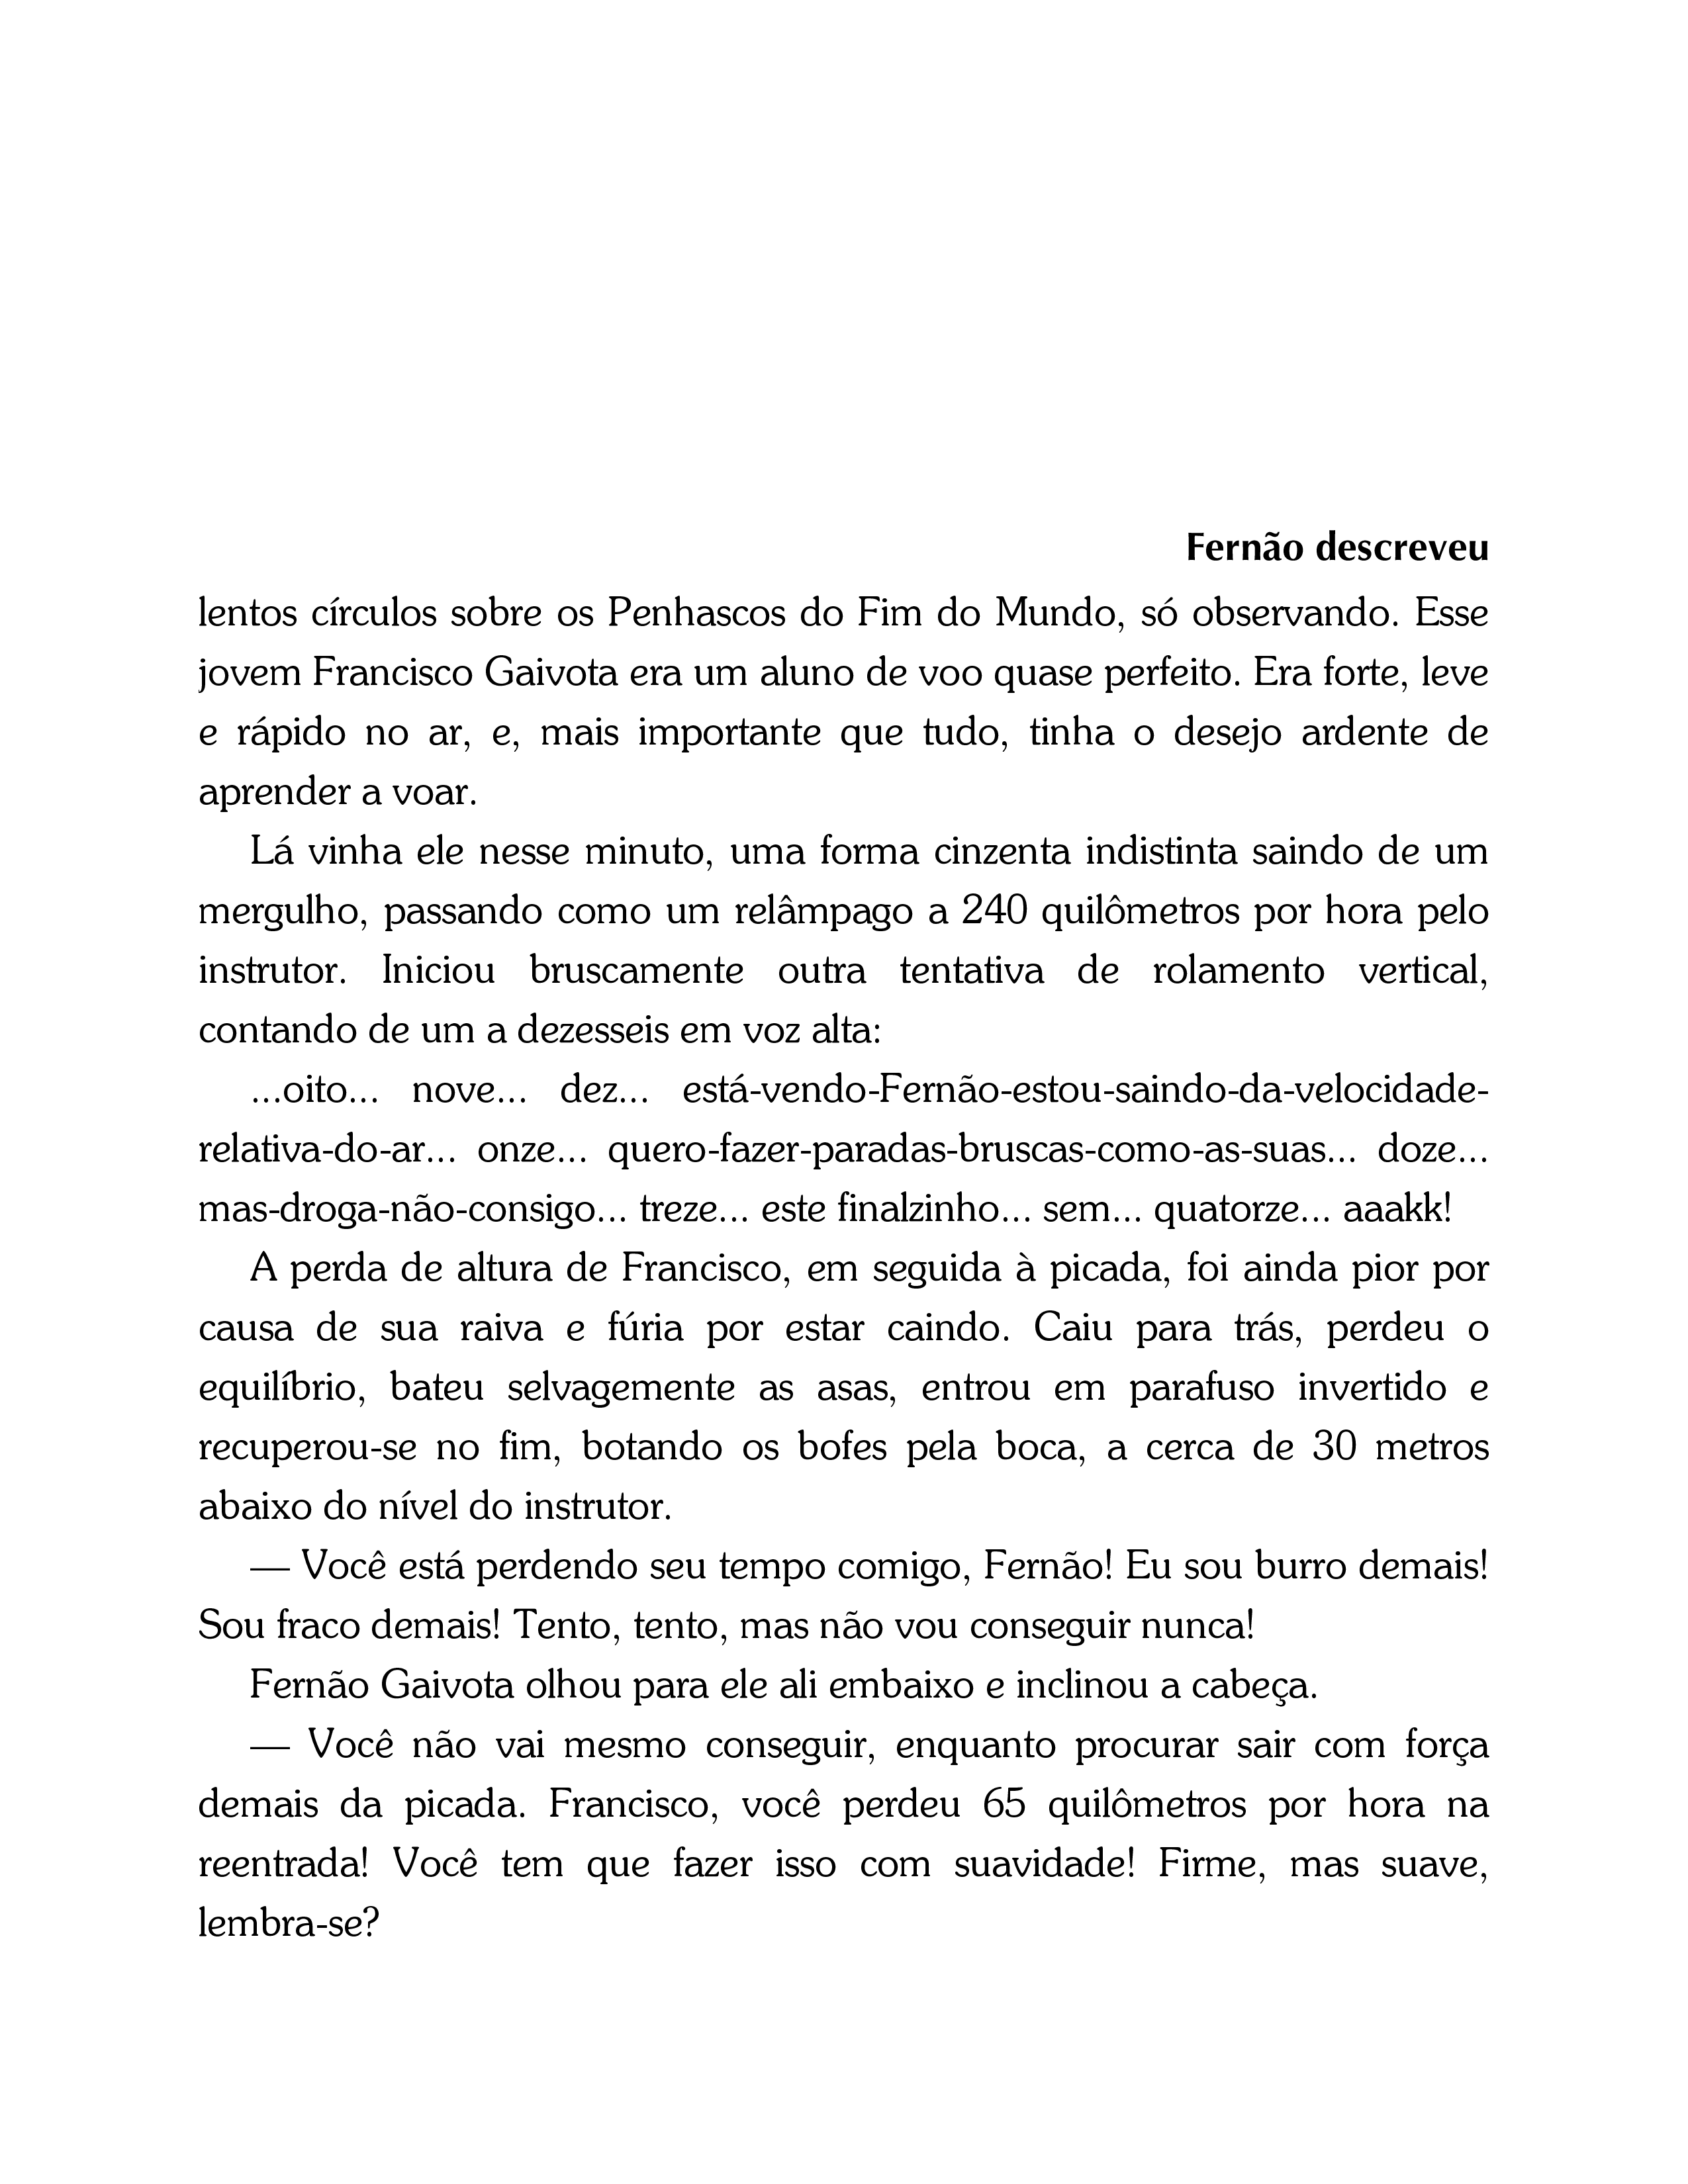 Fernão descreveu
lentos círculos sobre os Penhascos do Fim do Mundo, só observando. Esse
jovem Francisco Gaivota era um aluno de voo quase perfeito. Era forte, leve
e rápido no ar, e, mais importante que tudo, tinha o desejo ardente de
aprender a voar.
Lá vinha ele nesse minuto, uma forma cinzenta indistinta saindo de um
mergulho, passando como um relâmpago a 240 quilômetros por hora pelo
instrutor. Iniciou bruscamente outra tentativa de rolamento vertical,
contando de um a dezesseis em voz alta:
...oito... nove... dez... está-vendo-Fernão-estou-saindo-da-velocidade-
relativa-do-ar... onze... quero-fazer-paradas-bruscas-como-as-suas... doze...
mas-droga-não-consigo... treze... este finalzinho... sem... quatorze... aaakk!
A perda de altura de Francisco, em seguida à picada, foi ainda pior por
causa de sua raiva e fúria por estar caindo. Caiu para trás, perdeu o
equilíbrio, bateu selvagemente as asas, entrou em parafuso invertido e
recuperou-se no fim, botando os bofes pela boca, a cerca de 30 metros
abaixo do nível do instrutor.
— Você está perdendo seu tempo comigo, Fernão! Eu sou burro demais!
Sou fraco demais! Tento, tento, mas não vou conseguir nunca!
Fernão Gaivota olhou para ele ali embaixo e inclinou a cabeça.
— Você não vai mesmo conseguir, enquanto procurar sair com força
demais da picada. Francisco, você perdeu 65 quilômetros por hora na
reentrada! Você tem que fazer isso com suavidade! Firme, mas suave,
lembra-se?